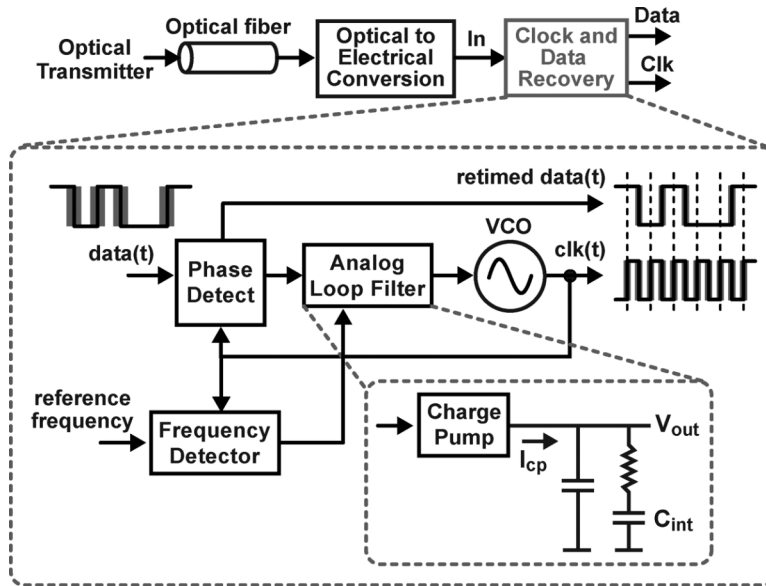 Optical fiber
Optical
Transmitter
Optical to
Electrical
Conversion
In
Clock and
Data
Recovery
Data
Clk
retimed data(t)
data(t)
Phase
Detect
Analog
Loop Filter
VCO
clk(t)
reference
frequency
Frequency
Detector
Charge
Pump
Icp
Vout
Cint